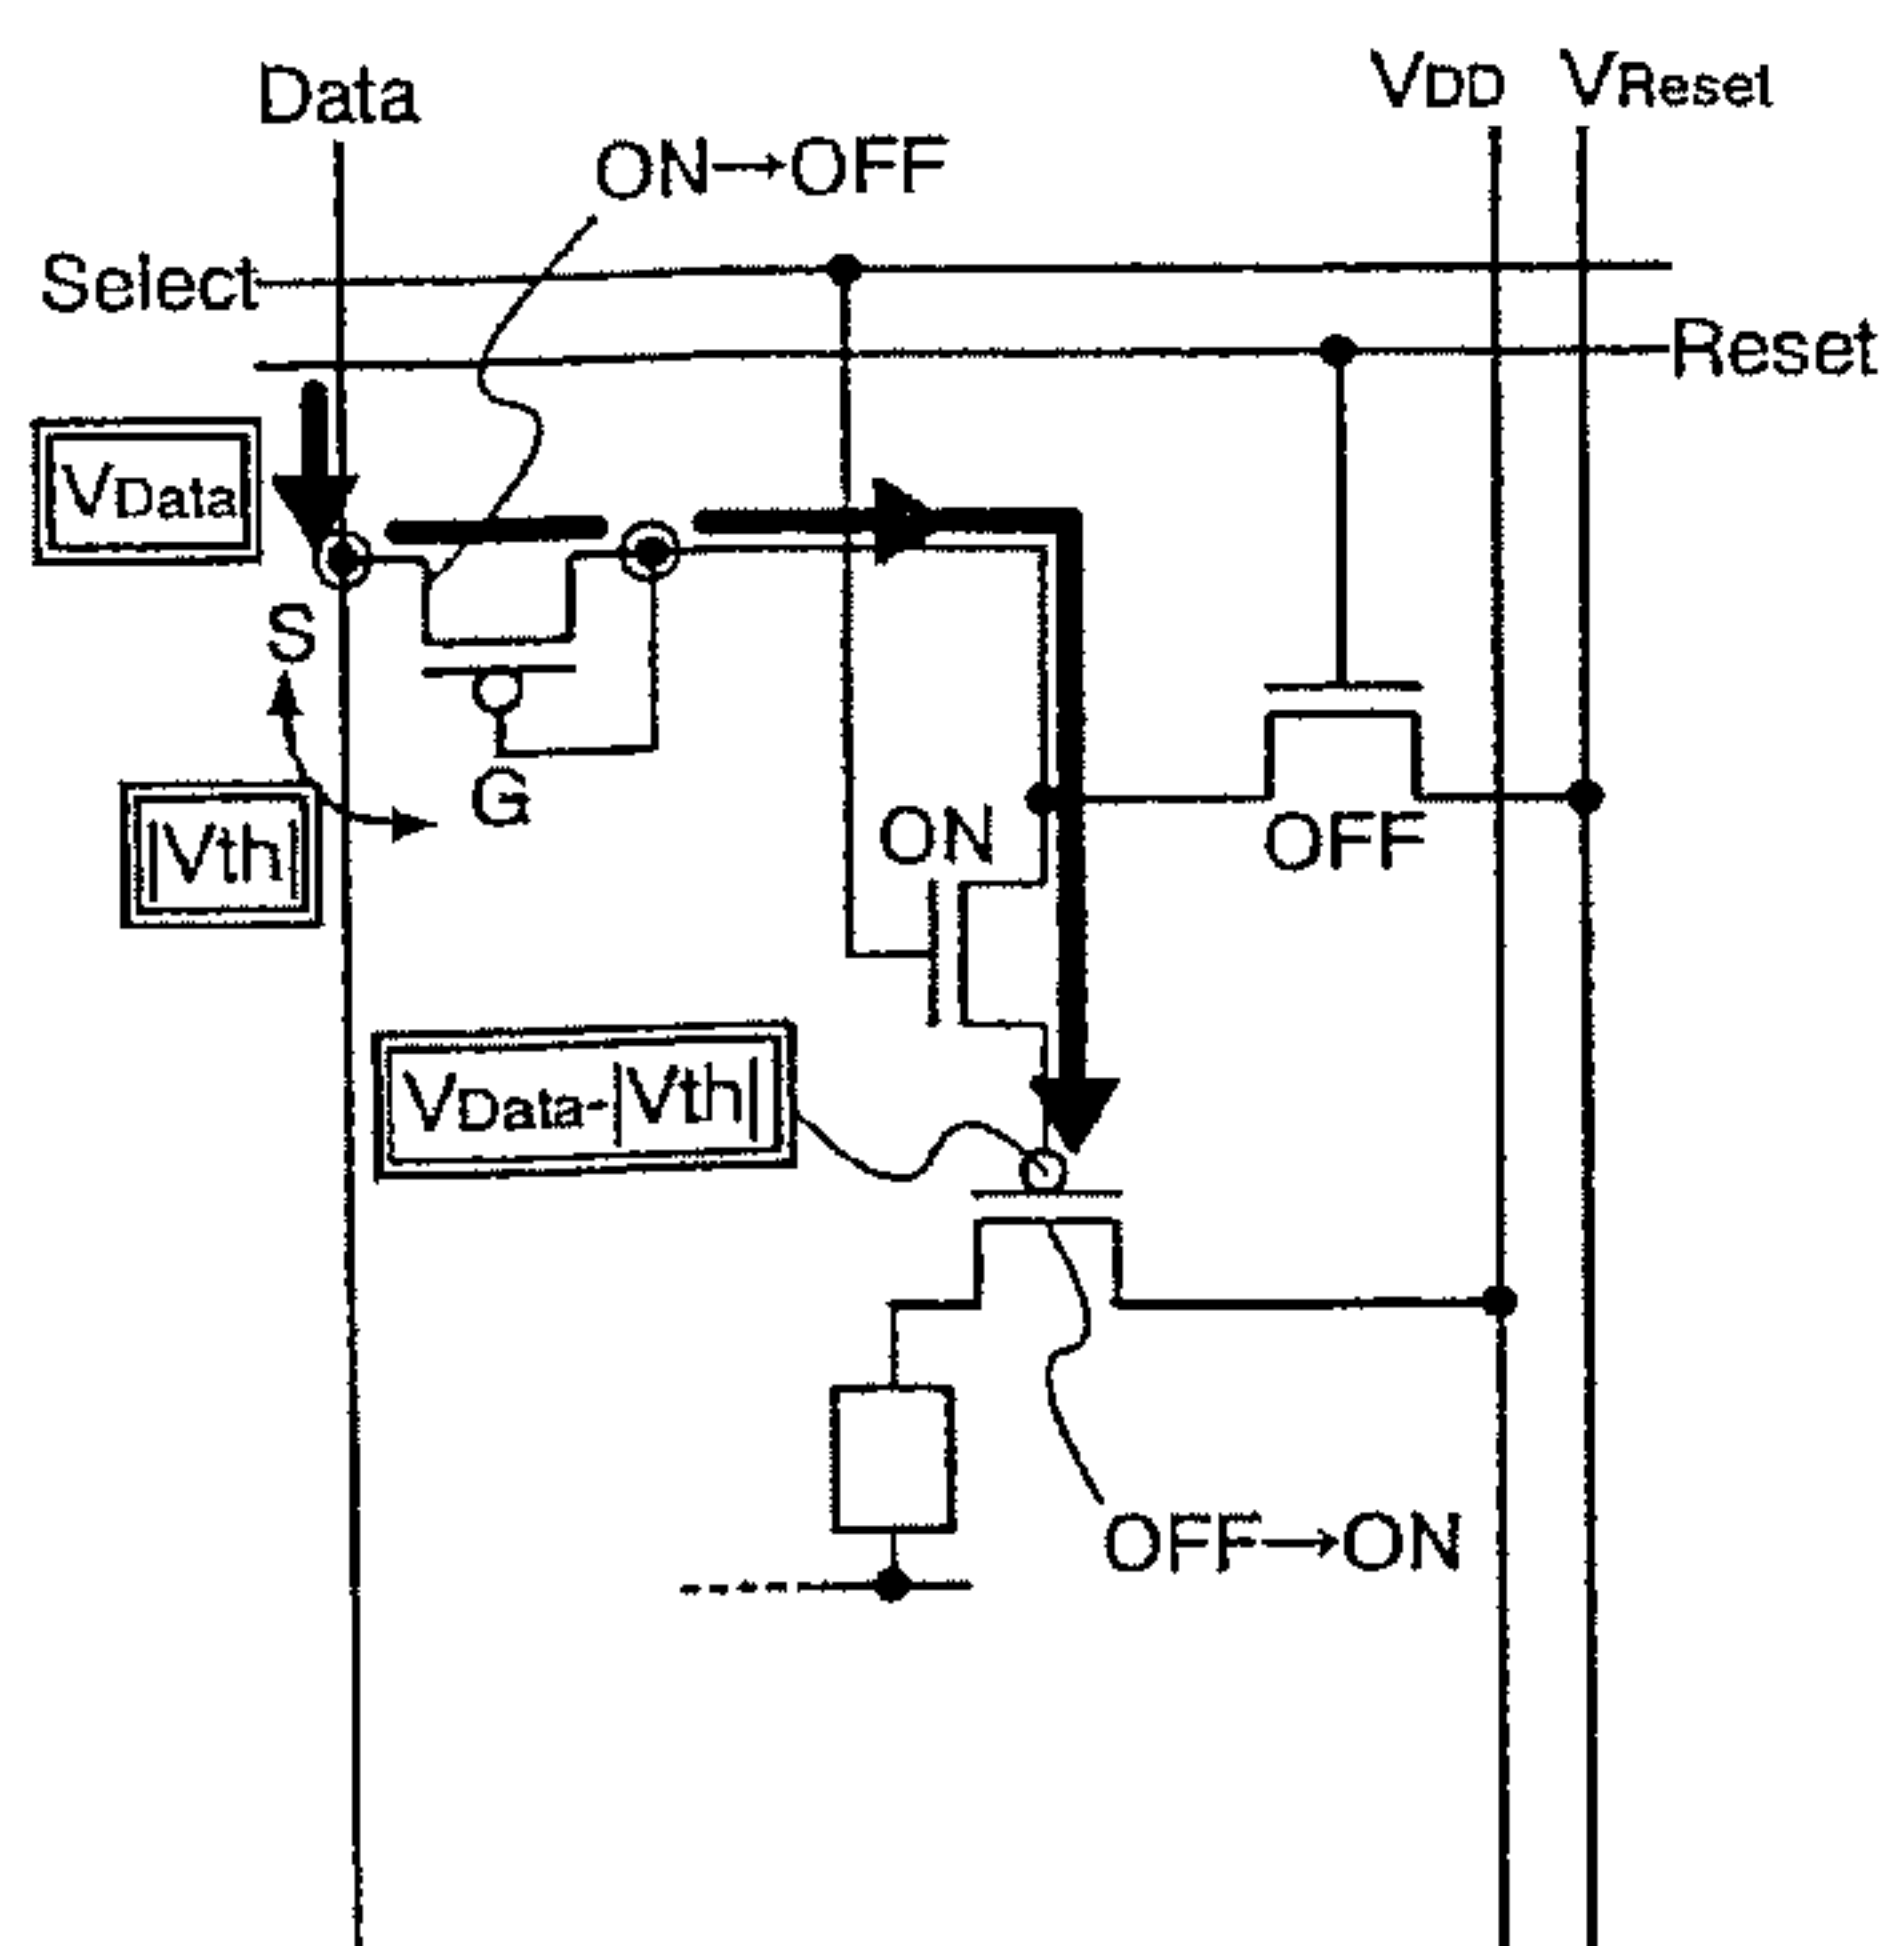 Data
VDD
VReset
ON→OFF
Select
Reset
VData
S
G
|Vth|
ON
OFF
VData-|Vth|
OFF→ON